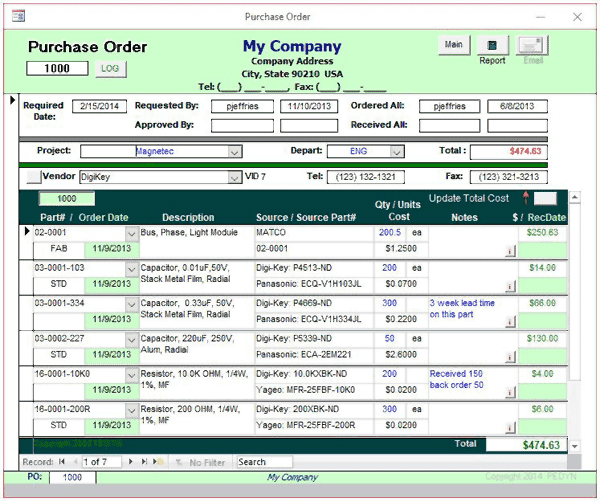 Purchase Order
Purchase Order My Company Main
1000 LOG Company Address Report Email
City, State 90210 USA
Tel: (___) ___-____, Fax: (___) ___-____
Required Date: 2/15/2014 Requested By: pjeffries 11/10/2013 Ordered All: pjeffries 6/8/2013
Approved By: Received All:
Project: Magnetec Depart: ENG Total : $474.63
Vendor DigiKey VID 7 Tel: (123) 132-1321 Fax: (123) 321-3213
1000 Qty / Units Update Total Cost
Part# / Order Date Description Source / Source Part# Cost Notes $ / RecDate
02-0001 Bus, Phase, Light Module MATCO 200.5 ea $250.63
FAB 11/9/2013 02-0001 $1.2500 i
03-0001-103 Capacitor, 0.01uF,50V, Digi-Key: P4513-ND 200 ea $14.00
STD 11/9/2013 Stack Metal Film, Radial Panasonic: ECQ-V1H103JL $0.0700 i
03-0001-334 Capacitor, 0.33uF, 50V, Digi-Key: P4669-ND 300 ea 3 week lead time $66.00
STD 11/9/2013 Stack Metal Film, Radial Panasonic: ECQ-V1H334JL $0.2200 on this part i
03-0002-227 Capacitor, 220uF, 250V, Digi-Key: P5339-ND 50 ea $130.00
STD 11/9/2013 Alum, Radial Panasonic: ECA-2EM221 $2.6000 i
16-0001-10K0 Resistor, 10.0K OHM, 1/4W, Digi-Key: 10.0KXBK-ND 200 ea Received 150 $4.00
STD 11/9/2013 1%, MF Yageo: MFR-25FBF-10K0 $0.0200 back order 50 i
16-0001-200R Resistor, 200 OHM, 1/4W, Digi-Key: 200XBK-ND 300 ea $6.00
STD 11/9/2013 1%, MF Yageo: MFR-25FBF-200R $0.0200 i
Total $474.63
Record: 1 of 7 No Filter Search
PO: 1000 My Company Copyright 2014 PEDYN